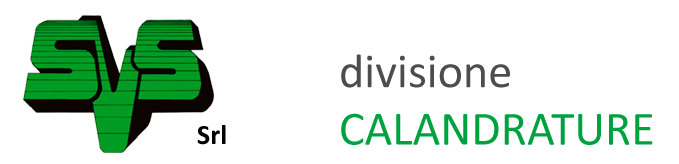 SVS
Srl
divisione
CALANDRATURE